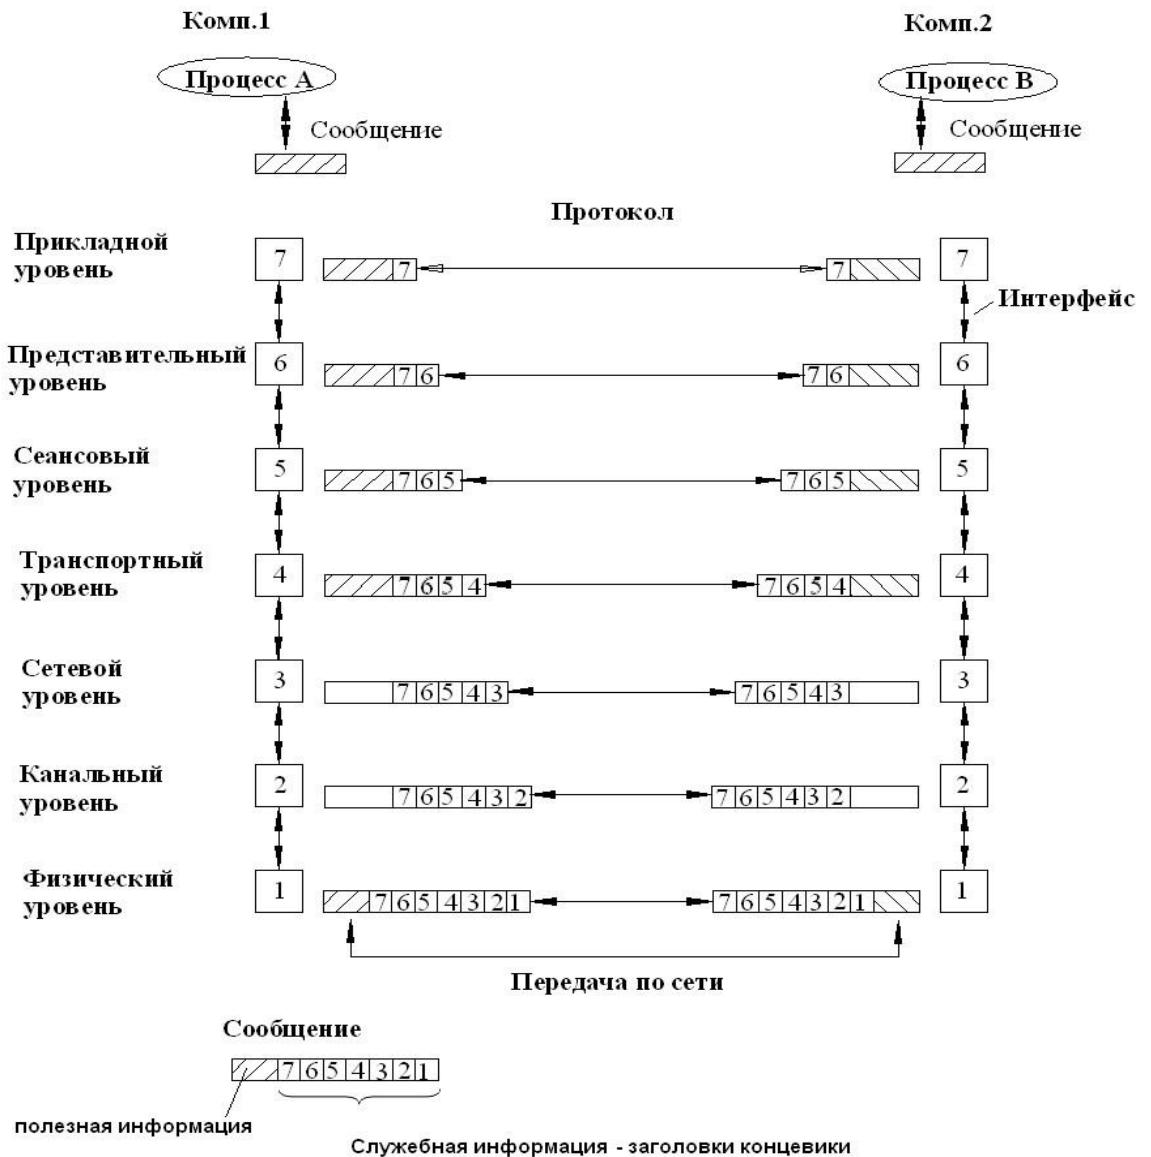 Комп.1
Комп.2
Процесс А
Процесс В
Сообщение
Сообщение
Протокол
Прикладной
уровень
7
7
7
7
Интерфейс
Представительный
уровень
6
7 6
7 6
6
Сеансовый
уровень
5
7 6 5
7 6 5
5
Транспортный
уровень
4
7 6 5 4
7 6 5 4
4
Сетевой
уровень
3
7 6 5 4 3
7 6 5 4 3
3
Канальный
уровень
2
7 6 5 4 3 2
7 6 5 4 3 2
2
Физический
уровень
1
7 6 5 4 3 2 1
7 6 5 4 3 2 1
1
Передача по сети
Сообщение
7 6 5 4 3 2 1
полезная информация
Служебная информация - заголовки концевики